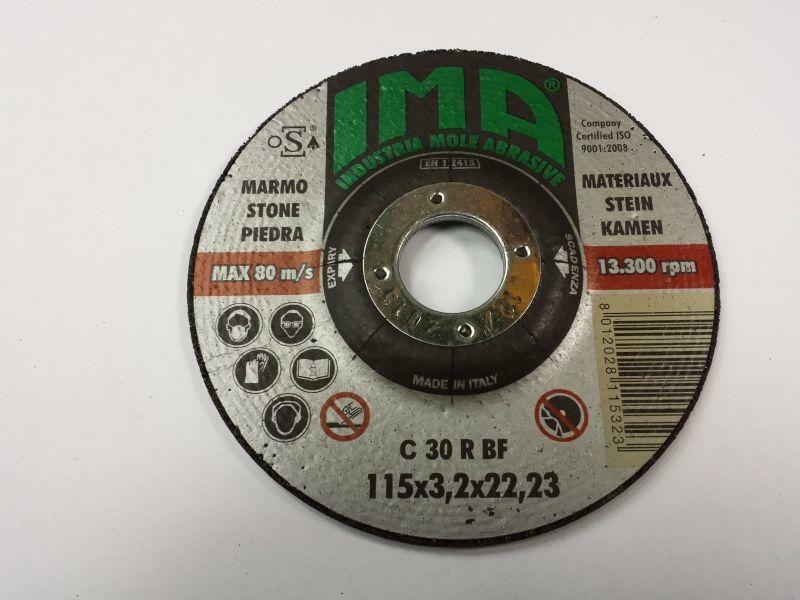 IMA®
INDUSTRIA MOLE ABRASIVE
EN 12413
Company
Certified ISO
9001:2008
S®
MARMO
STONE
PIEDRA
MATERIAUX
STEIN
KAMEN
MAX 80 m/s
EXPIRY
SCADENZA
13.300 rpm
MADE IN ITALY
8012028115323
C 30 R BF
115x3,2x22,23